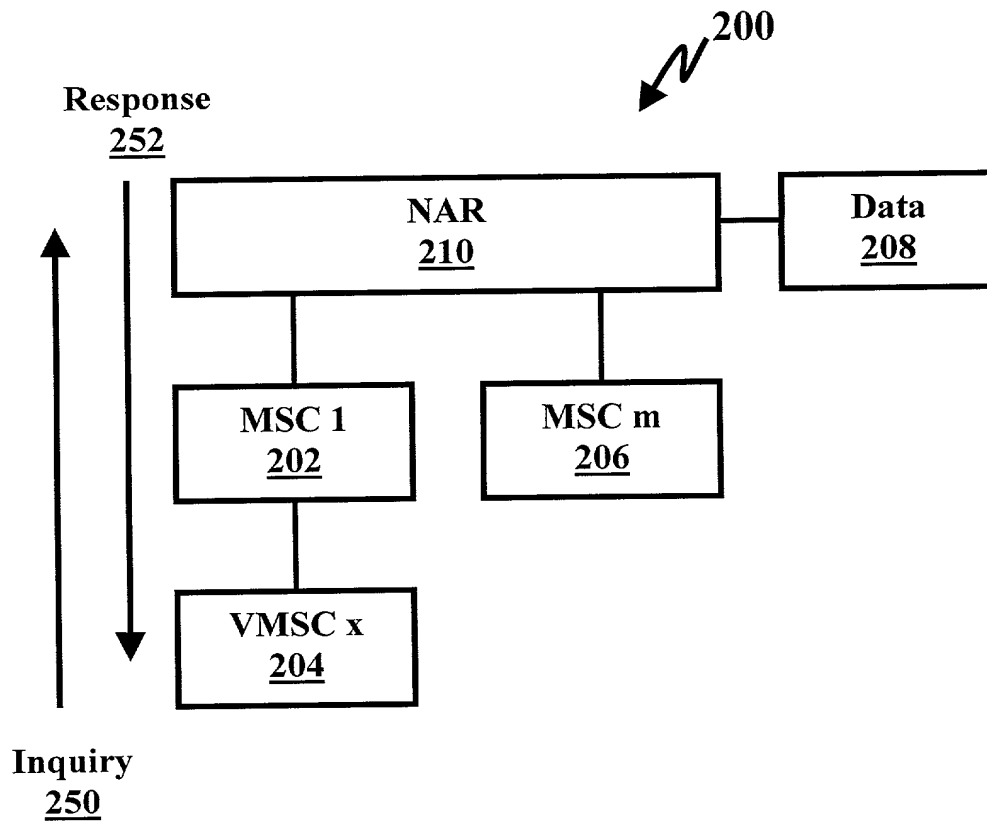 200
Response
252
NAR
210
Data
208
MSC 1
202
MSC m
206
VMSC x
204
Inquiry
250